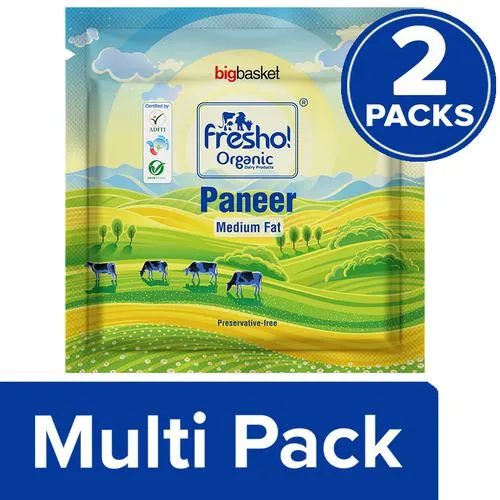 bigbasket
2
PACKS
Certified by:
ADITI
fresho!
®
Organic
Dairy Products
Paneer
Medium Fat
Preservative-free
Multi Pack